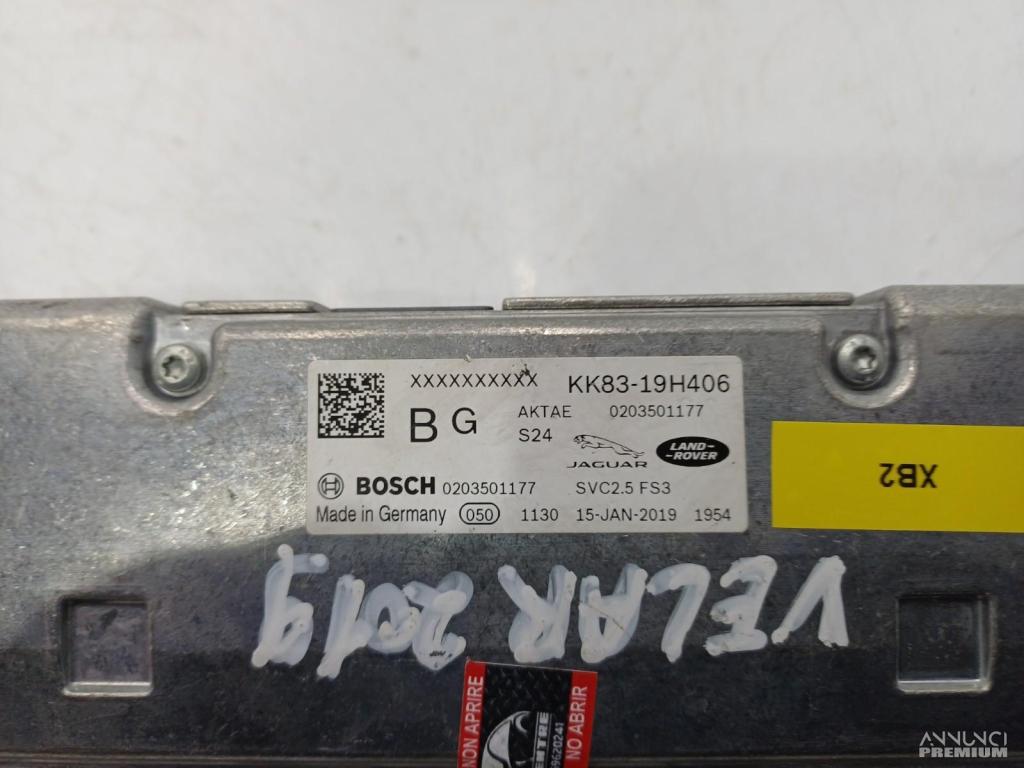 XXXXXXXXXX KK83-19H406
B G AKTAE 0203501177
S24 JAGUAR LAND-ROVER
BOSCH 0203501177 SVC2.5 FS3
Made in Germany 050 1130 15-JAN-2019 1954
XB2
VELAR 2019
NON APRIRE
NO ABRIR
ANNUNCI
PREMIUM